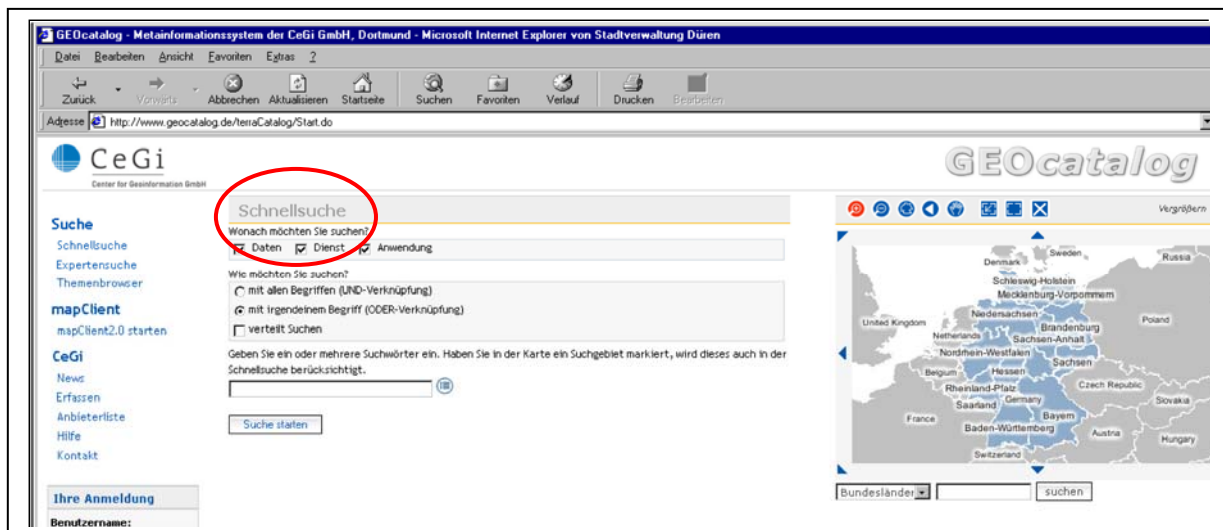 GEOcatalog - Metainformationssystem der CeGi GmbH, Dortmund - Microsoft Internet Explorer von Stadtverwaltung Düren
Datei Bearbeiten Ansicht Favoriten Extras ?
Zurück Vorwärts Abbrechen Aktualisieren Startseite Suchen Favoriten Verlauf Drucken Bearbeiten
Adresse http://www.geocatalog.de/terraCatalog/Start.do
CeGi
Center for Geoinformation GmbH
GEOcatalog
Suche
Schnellsuche
Expertensuche
Themenbrowser
mapClient
mapClient2.0 starten
CeGi
News
Erfassen
Anbieterliste
Hilfe
Kontakt
Ihre Anmeldung
Benutzername:
Schnellsuche
Wonach möchten Sie suchen?
Daten Dienst Anwendung
Wie möchten Sie suchen?
mit allen Begriffen (UND-Verknüpfung)
mit irgendeinem Begriff (ODER-Verknüpfung)
verteilt Suchen
Geben Sie ein oder mehrere Suchwörter ein. Haben Sie in der Karte ein Suchgebiet markiert, wird dieses auch in der
Schnellsuche berücksichtigt.
Suche starten
Vergrößern
Denmark Sweden Russia
Schleswig-Holstein
Mecklenburg-Vorpommern
United Kingdom Niedersachsen Brandenburg Poland
Netherlands Sachsen-Anhalt
Nordrhein-Westfalen Sachsen
Belgium Hessen
Rheinland-Pfalz Czech Republic
Saarland Germany Slovakia
France Bayern
Baden-Württemberg Austria Hungary
Switzerland
Bundesländer suchen